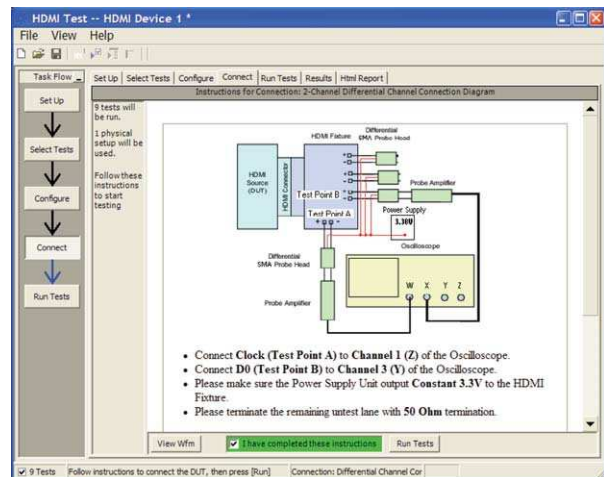 HDMI Test -- HDMI Device 1 *
File View Help
Task Flow
Set Up
Select Tests
Configure
Connect
Run Tests
Set Up Select Tests Configure Connect Run Tests Results Html Report
Instructions for Connection: 2-Channel Differential Channel Connection Diagram
9 tests will
be run.
1 physical
setup will be
used.
Follow these
instructions
to start
testing
HDMI Fixture
Differential
SMA Probe Head
HDMI
Source
(DUT)
HDMI Connector
Test Point B
Probe Amplifier
Test Point A
Power Supply
3.30V
Oscilloscope
Differential
SMA Probe Head
W X Y Z
Probe Amplifier
• Connect Clock (Test Point A) to Channel 1 (Z) of the Oscilloscope.
• Connect D0 (Test Point B) to Channel 3 (Y) of the Oscilloscope.
• Please make sure the Power Supply Unit output Constant 3.3V to the HDMI
Fixture.
• Please terminate the remaining untest lane with 50 Ohm termination.
View Wfm I have completed these instructions Run Tests
9 Tests Follow instructions to connect the DUT, then press [Run] Connection: Differential Channel Cor